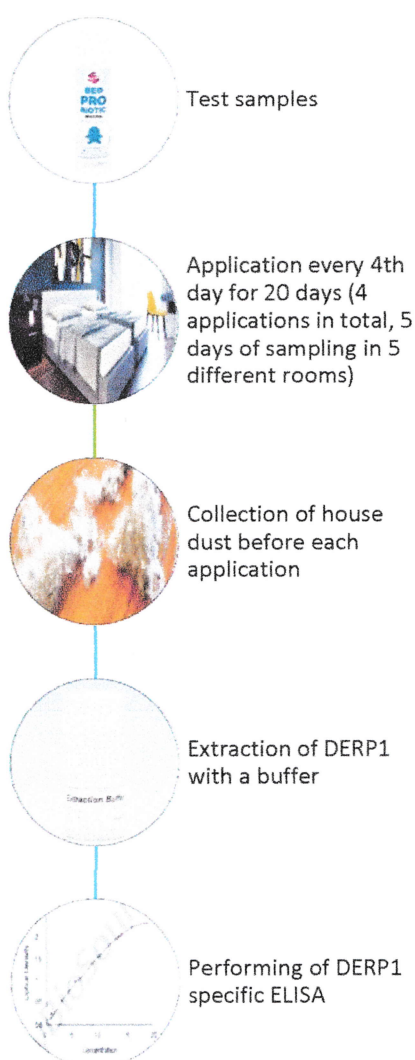 BED
PRO
BIOTIC
Test samples
Application every 4th
day for 20 days (4
applications in total, 5
days of sampling in 5
different rooms)
Collection of house
dust before each
application
Extraction Buffer
Extraction of DERP1
with a buffer
Performing of DERP1
specific ELISA